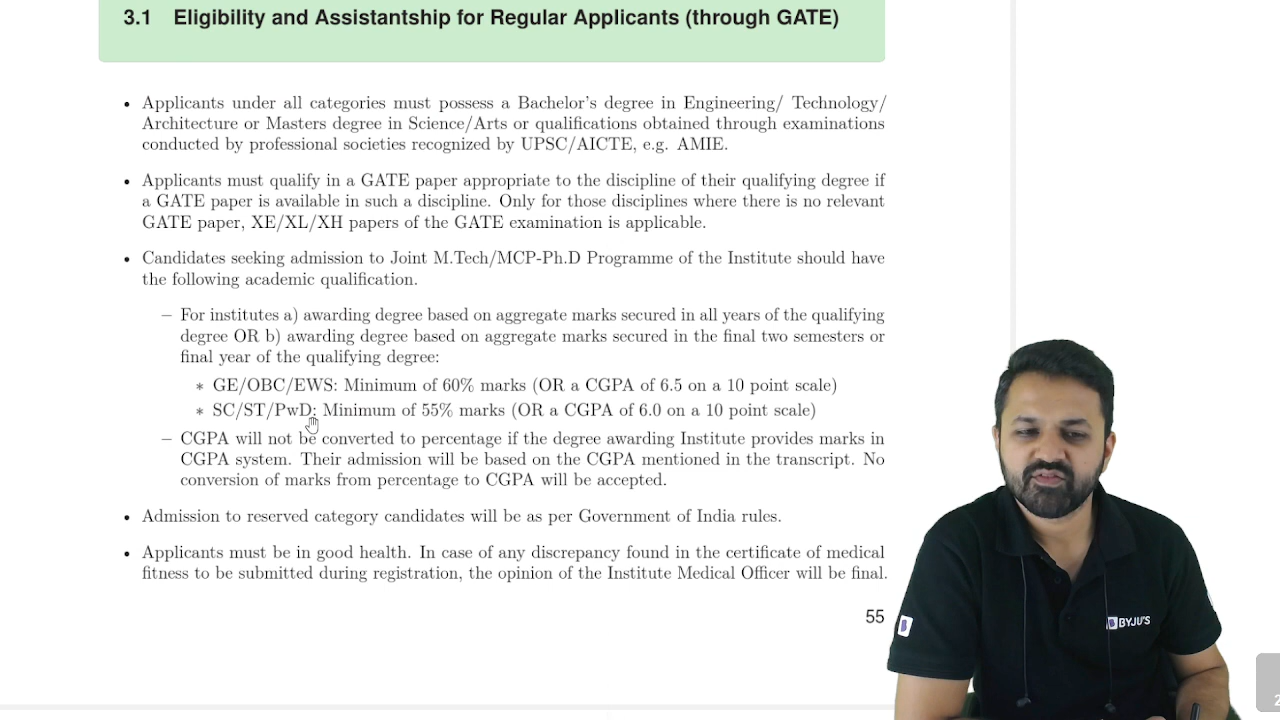 3.1 Eligibility and Assistantship for Regular Applicants (through GATE)
• Applicants under all categories must possess a Bachelor's degree in Engineering/ Technology/
Architecture or Masters degree in Science/Arts or qualifications obtained through examinations
conducted by professional societies recognized by UPSC/AICTE, e.g. AMIE.
• Applicants must qualify in a GATE paper appropriate to the discipline of their qualifying degree if
a GATE paper is available in such a discipline. Only for those disciplines where there is no relevant
GATE paper, XE/XL/XH papers of the GATE examination is applicable.
• Candidates seeking admission to Joint M.Tech/MCP-Ph.D Programme of the Institute should have
the following academic qualification.
– For institutes a) awarding degree based on aggregate marks secured in all years of the qualifying
degree OR b) awarding degree based on aggregate marks secured in the final two semesters or
final year of the qualifying degree:
∗ GE/OBC/EWS: Minimum of 60% marks (OR a CGPA of 6.5 on a 10 point scale)
∗ SC/ST/PwD: Minimum of 55% marks (OR a CGPA of 6.0 on a 10 point scale)
– CGPA will not be converted to percentage if the degree awarding Institute provides marks in
CGPA system. Their admission will be based on the CGPA mentioned in the transcript. No
conversion of marks from percentage to CGPA will be accepted.
• Admission to reserved category candidates will be as per Government of India rules.
• Applicants must be in good health. In case of any discrepancy found in the certificate of medical
fitness to be submitted during registration, the opinion of the Institute Medical Officer will be final.
55
BYJU'S
2